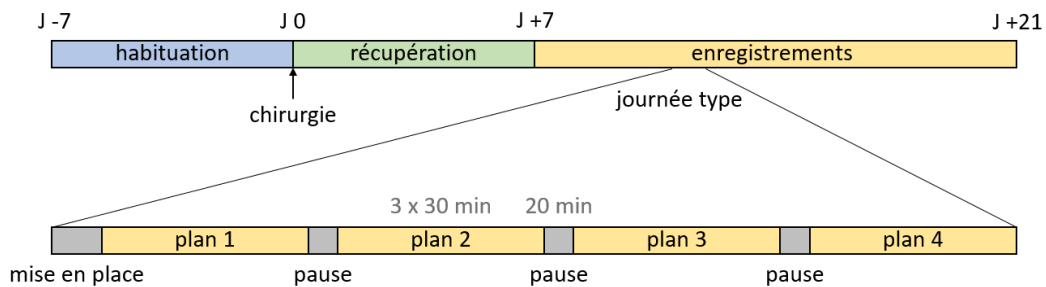 J -7 J 0 J +7 J +21
habituation récupération enregistrements
chirurgie journée type
3 x 30 min 20 min
plan 1 plan 2 plan 3 plan 4
mise en place pause pause pause